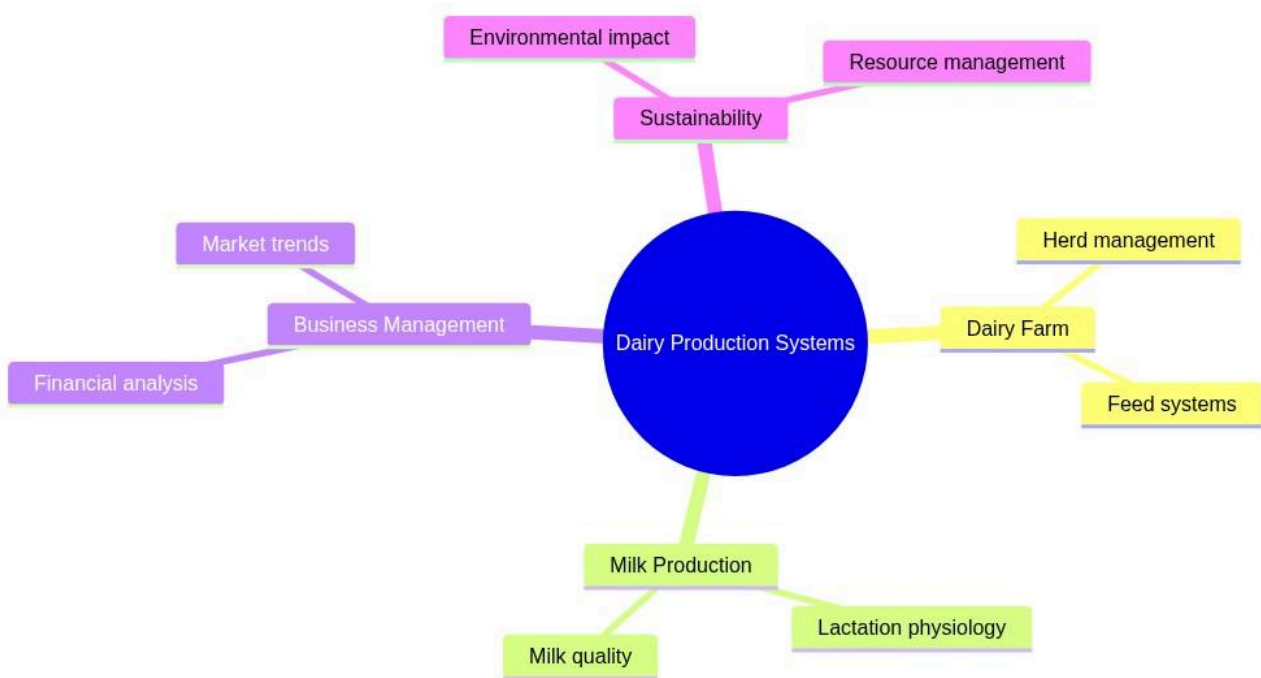 Environmental impact
Resource management
Sustainability
Market trends
Herd management
Business Management
Dairy Production Systems
Dairy Farm
Financial analysis
Feed systems
Milk Production
Lactation physiology
Milk quality